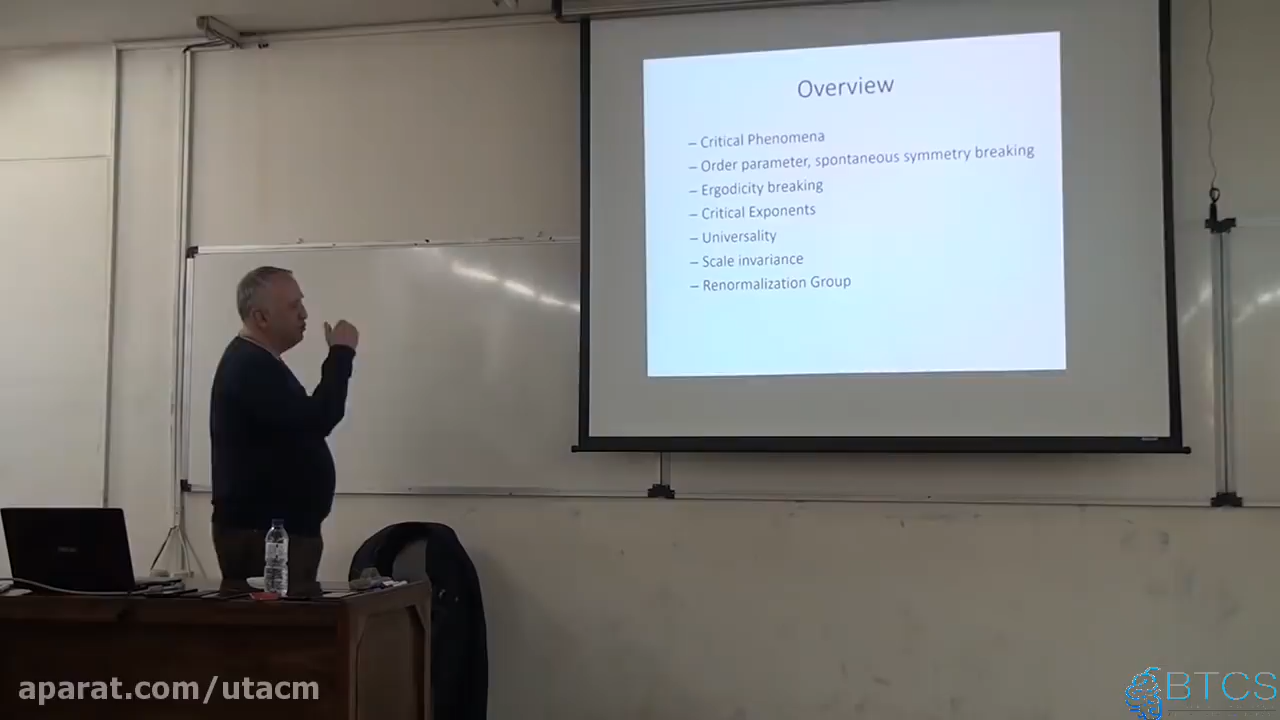 Overview
– Critical Phenomena
– Order parameter, spontaneous symmetry breaking
– Ergodicity breaking
– Critical Exponents
– Universality
– Scale invariance
– Renormalization Group
aparat.com/utacm
BTCS